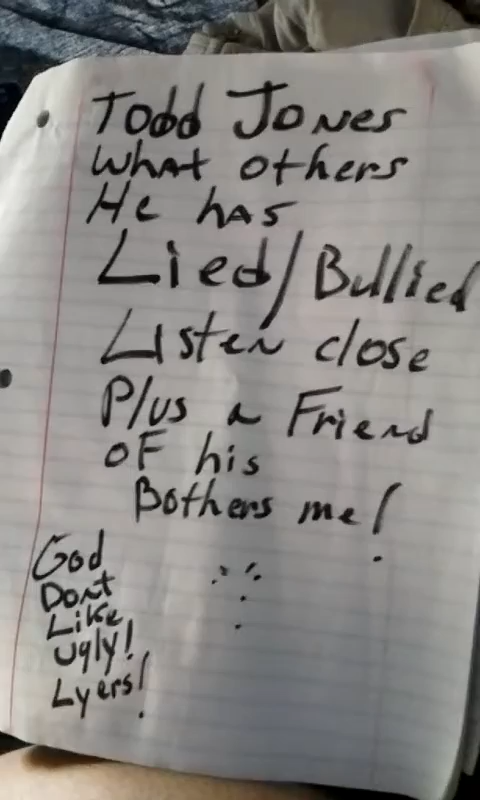 Todd Jones
What others
He has
Lied/Bullied
Listen close
Plus a Friend
OF his
Bothers me!
God
Dont
Like
Ugly!
Lyers!